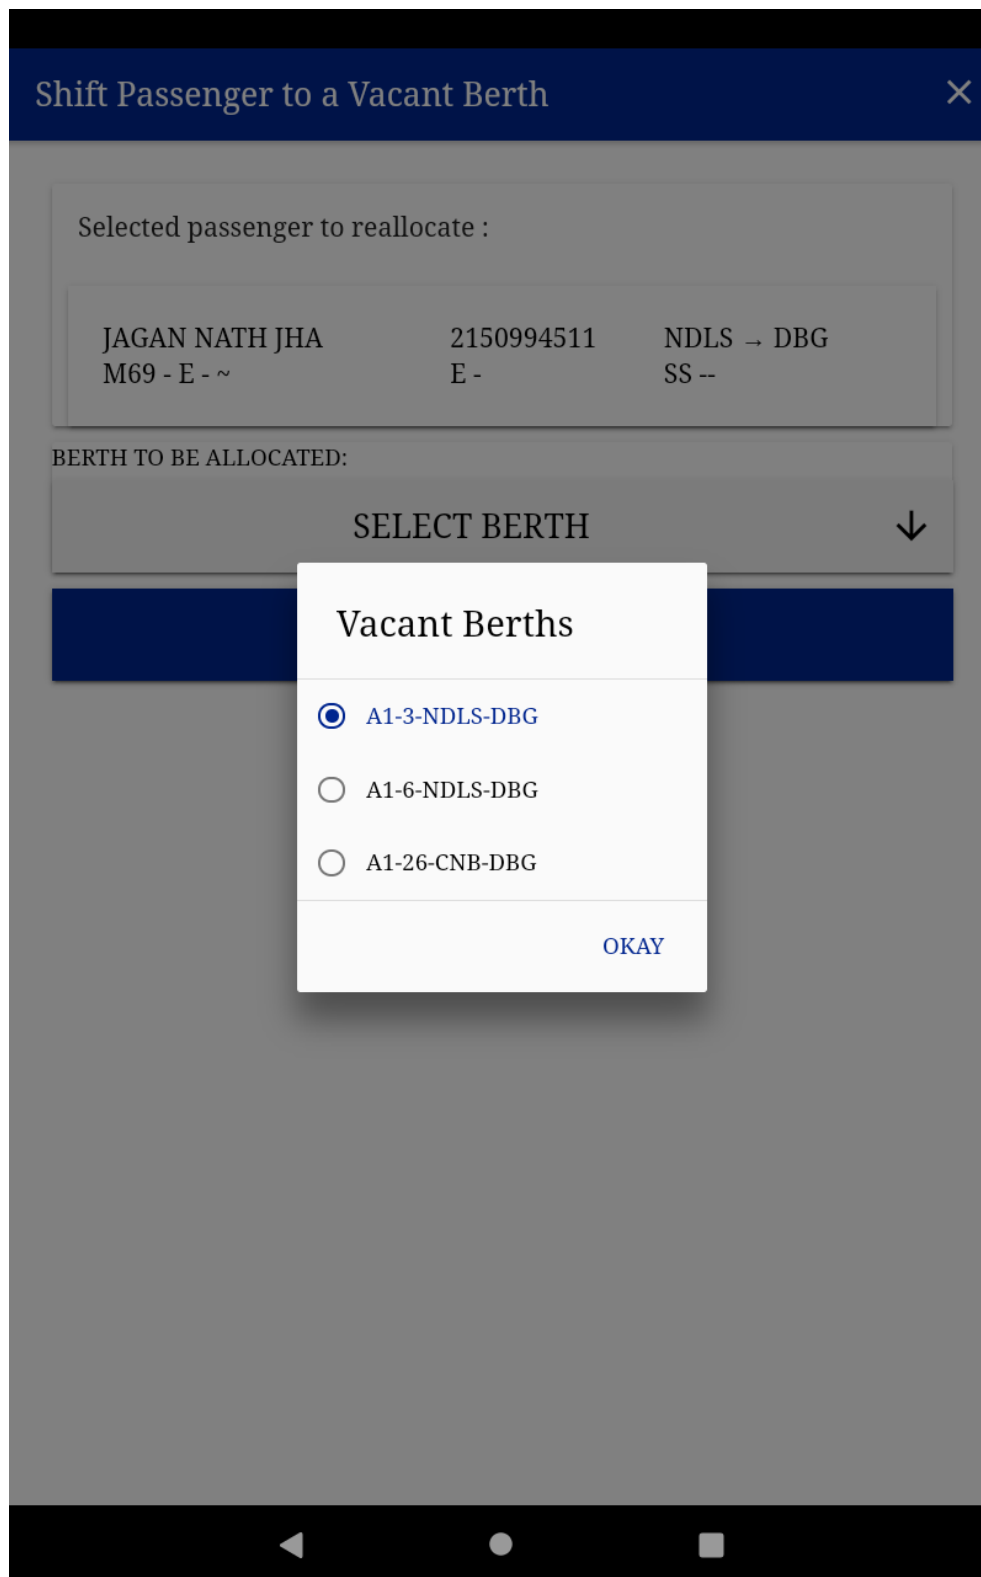 Shift Passenger to a Vacant Berth
Selected passenger to reallocate :
JAGAN NATH JHA 2150994511 NDLS → DBG
M69 - E - ~ E - SS --
BERTH TO BE ALLOCATED:
SELECT BERTH
Vacant Berths
A1-3-NDLS-DBG
A1-6-NDLS-DBG
A1-26-CNB-DBG
OKAY